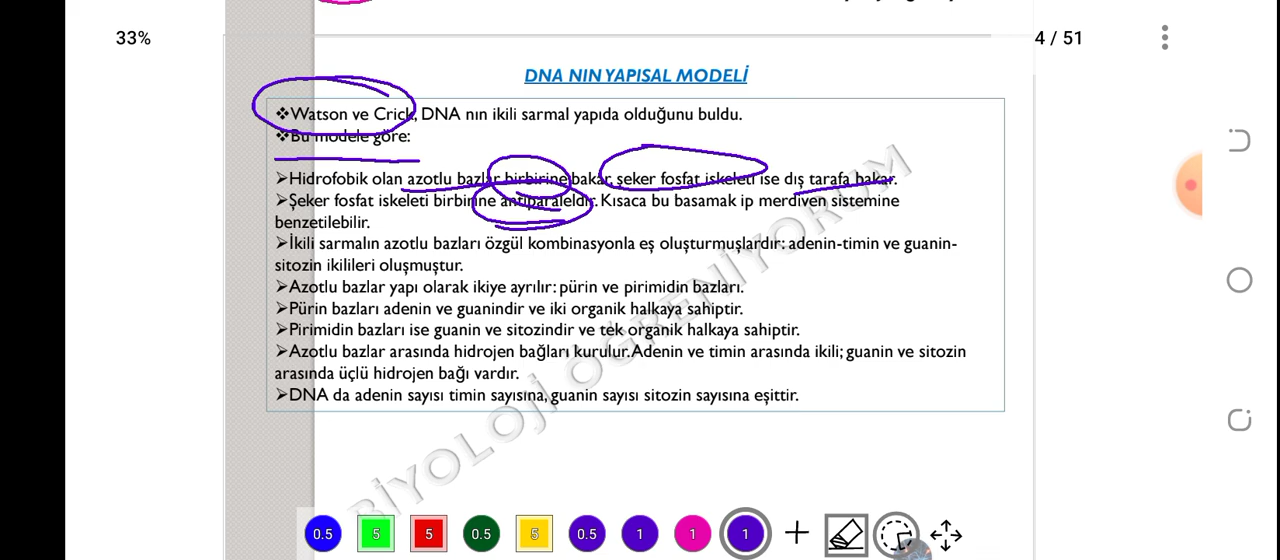 33%
4 / 51
DNA NIN YAPISAL MODELİ
❖Watson ve Crick, DNA nın ikili sarmal yapıda olduğunu buldu.
❖Bu modele göre:
➢Hidrofobik olan azotlu bazlar birbirine bakar, şeker fosfat iskeleti ise dış tarafa bakar.
➢Şeker fosfat iskeleti birbirine antiparaleldir. Kısaca bu basamak ip merdiven sistemine
benzetilebilir.
➢İkili sarmalın azotlu bazları özgül kombinasyonla eş oluşturmuşlardır: adenin-timin ve guanin-
sitozin ikilileri oluşmuştur.
➢Azotlu bazlar yapı olarak ikiye ayrılır: pürin ve pirimidin bazları.
➢Pürin bazları adenin ve guanindir ve iki organik halkaya sahiptir.
➢Pirimidin bazları ise guanin ve sitozindir ve tek organik halkaya sahiptir.
➢Azotlu bazlar arasında hidrojen bağları kurulur. Adenin ve timin arasında ikili; guanin ve sitozin
arasında üçlü hidrojen bağı vardır.
➢DNA da adenin sayısı timin sayısına, guanin sayısı sitozin sayısına eşittir.
BİYOLOJİ ÖĞRENİYORUM
0.5 5 5 0.5 5 0.5 1 1 1